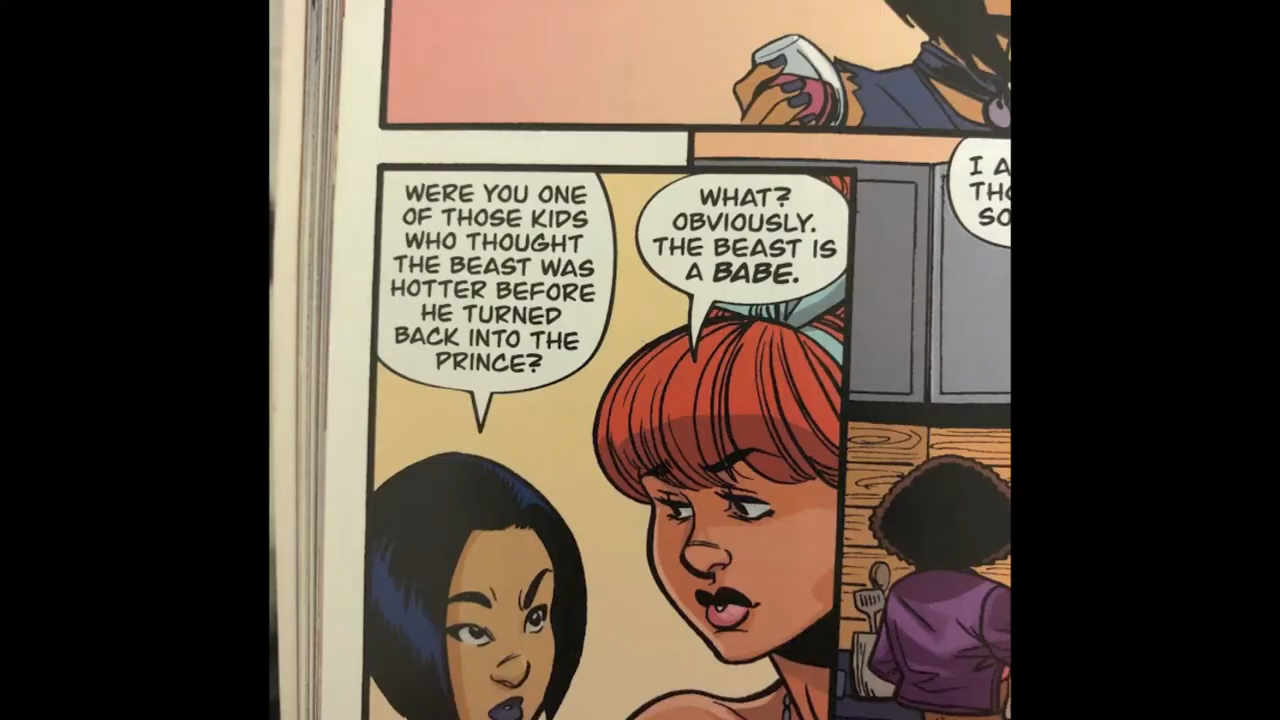 WERE YOU ONE
OF THOSE KIDS
WHO THOUGHT
THE BEAST WAS
HOTTER BEFORE
HE TURNED
BACK INTO THE
PRINCE?
WHAT?
OBVIOUSLY.
THE BEAST IS
A BABE.
I